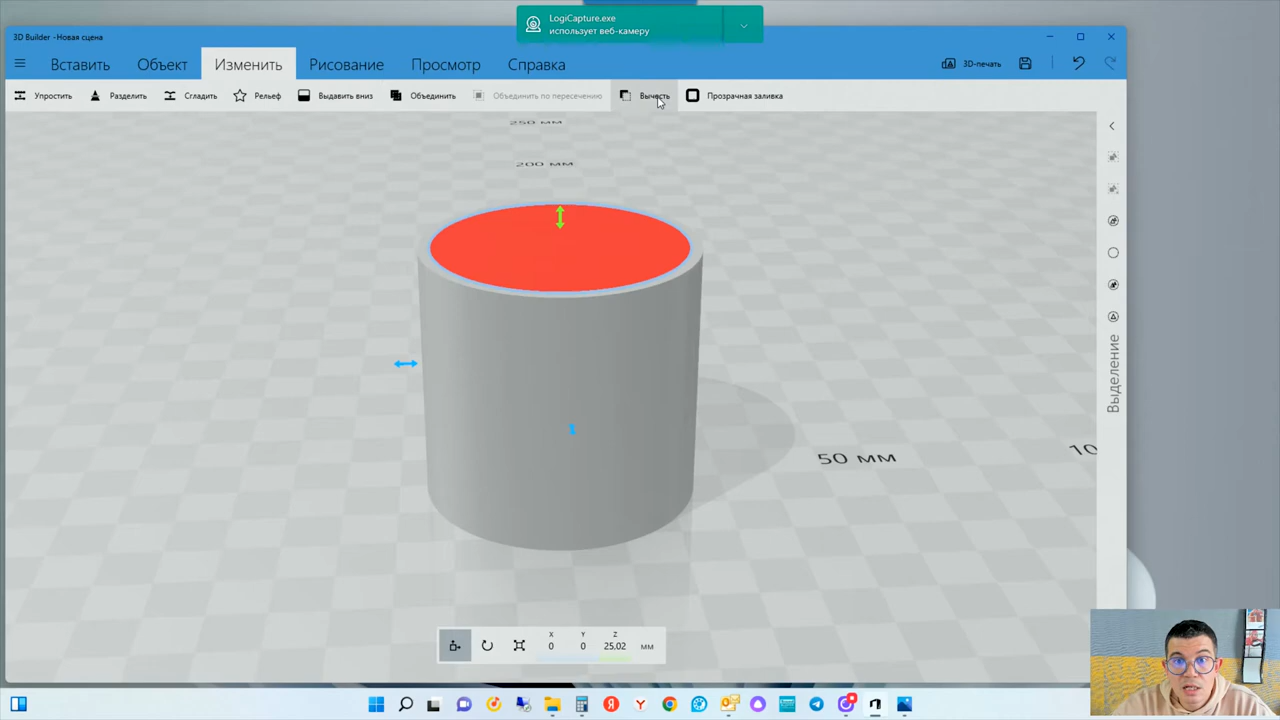 LogiCapture.exe
использует веб-камеру
3D Builder -Новая сцена
Вставить Объект Изменить Рисование Просмотр Справка 3D-печать
Упростить Разделить Сгладить Рельеф Выдавить вниз Объединить Объединить по пересечению Вычесть Прозрачная заливка
250 мм
200 мм
50 мм
10
Выделение
X Y Z
0 0 25.02 мм